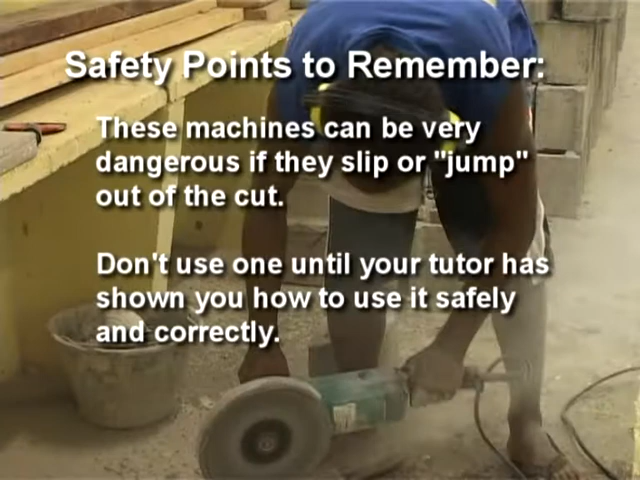 Safety Points to Remember:
These machines can be very
dangerous if they slip or "jump"
out of the cut.
Don't use one until your tutor has
shown you how to use it safely
and correctly.